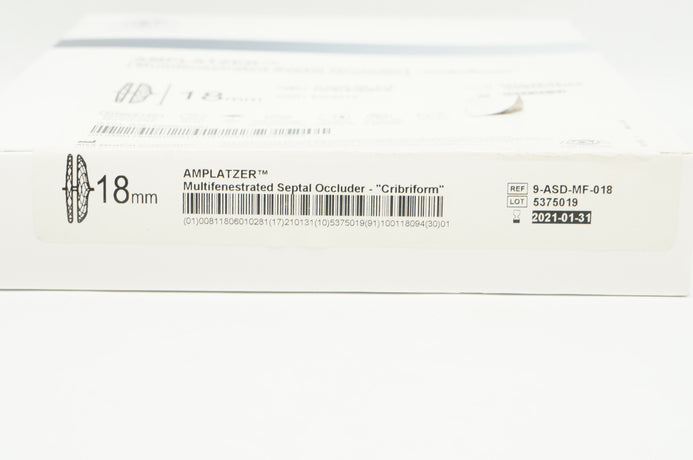 AMPLATZER™
18mm
18mm
AMPLATZER™
Multifenestrated Septal Occluder - "Cribriform"
(01)00811806010281(17)210131(10)5375019(91)100118094(30)01
REF 9-ASD-MF-018
LOT 5375019
2021-01-31